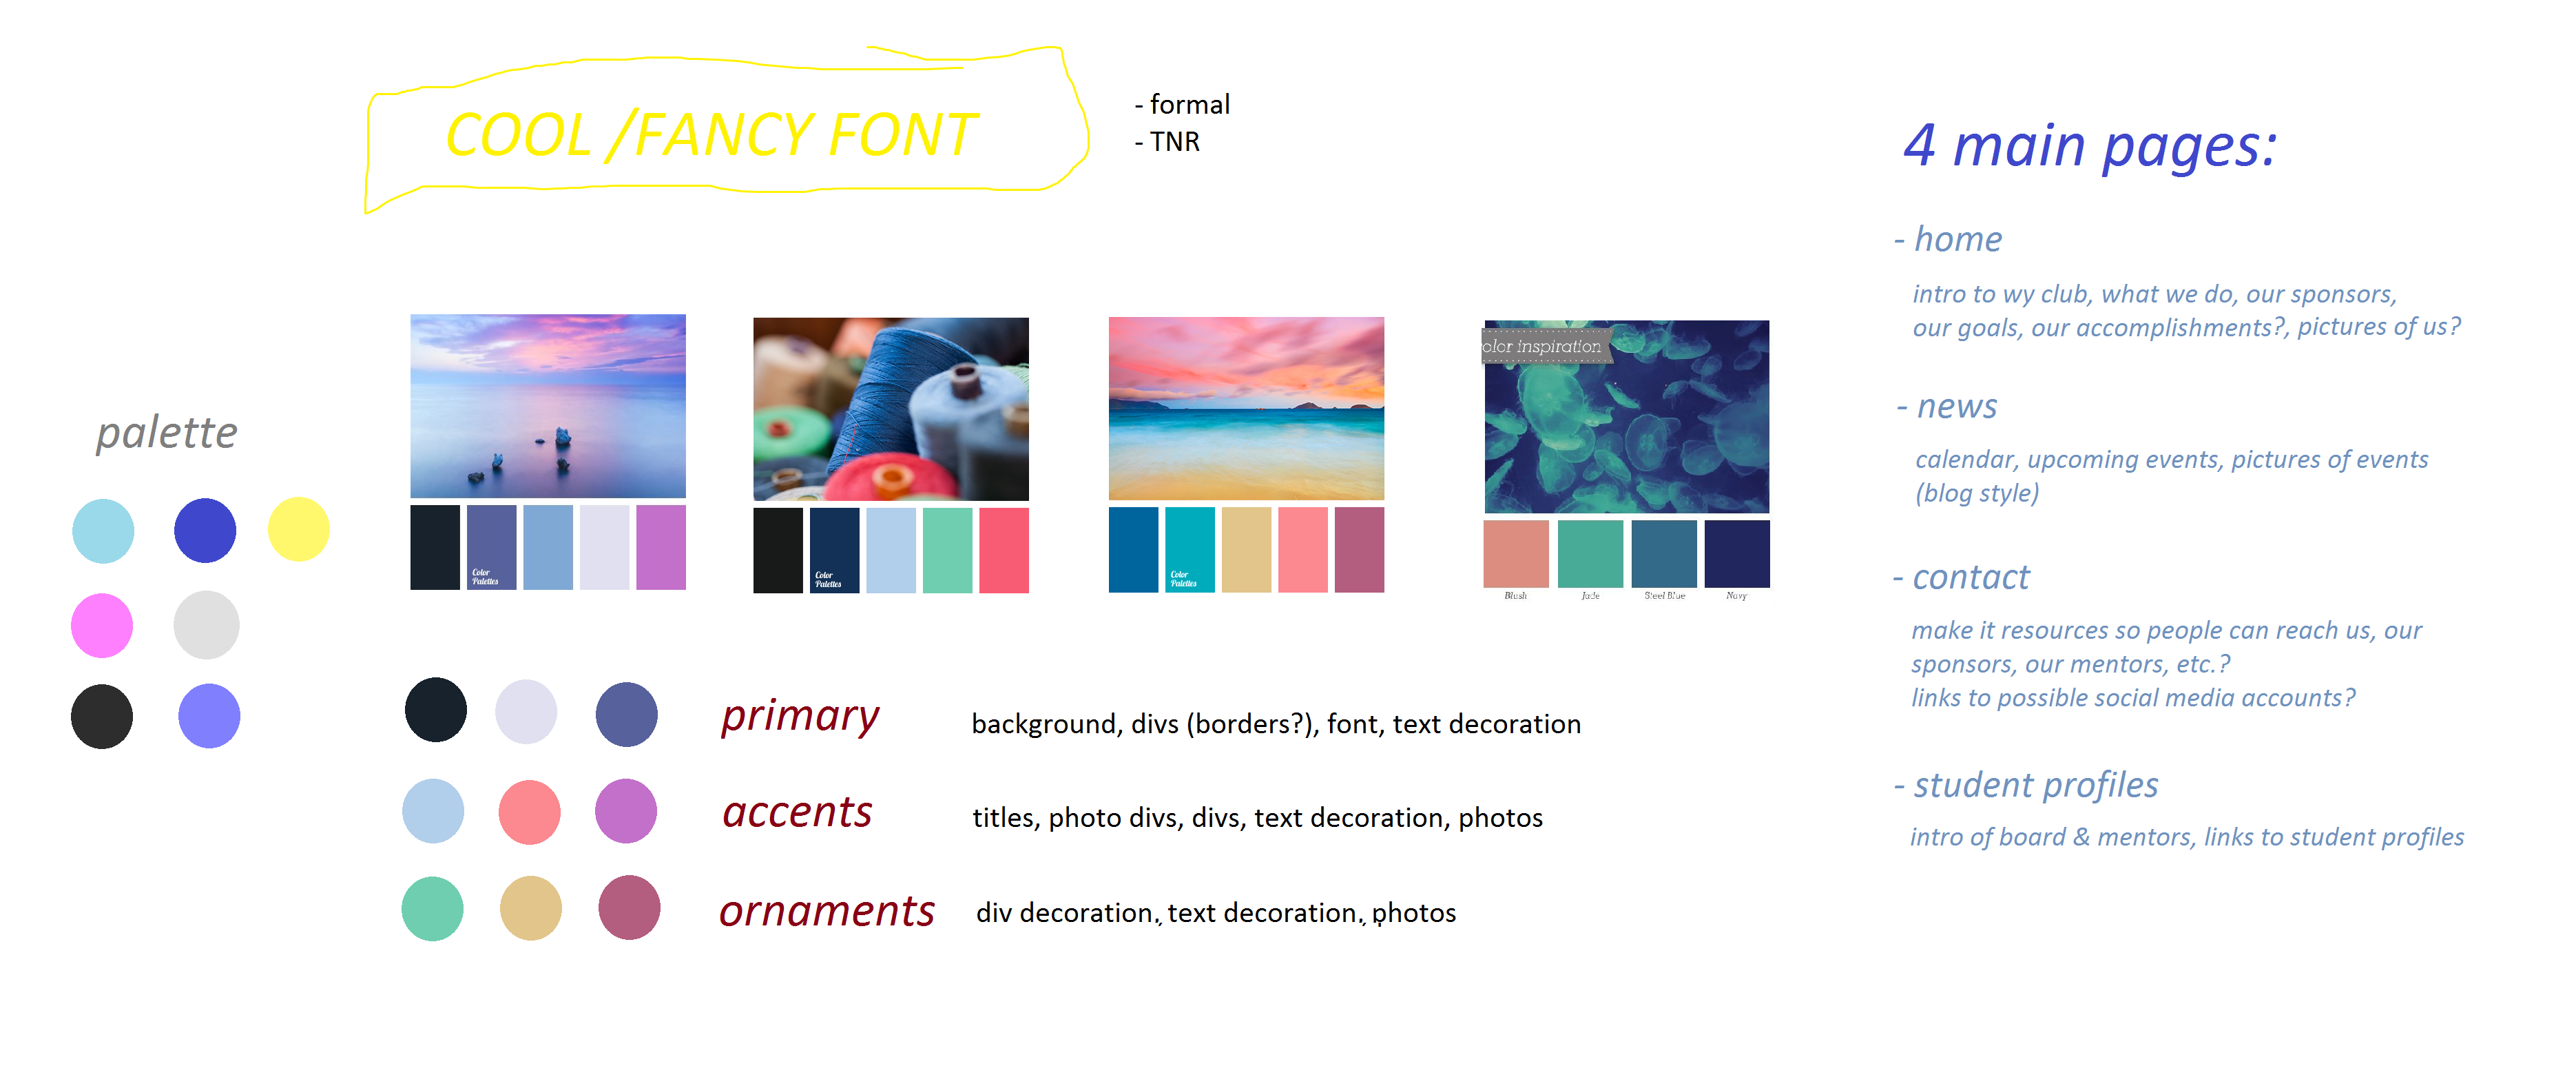 COOL /FANCY FONT
- formal
- TNR
palette
Color
Palettes
Color
Palettes
Color
Palettes
olor inspiration
Blush
Jade
Steel Blue
Navy
primary
background, divs (borders?), font, text decoration
accents
titles, photo divs, divs, text decoration, photos
ornaments
div decoration, text decoration, photos
4 main pages:
- home
intro to wy club, what we do, our sponsors,
our goals, our accomplishments?, pictures of us?
- news
calendar, upcoming events, pictures of events
(blog style)
- contact
make it resources so people can reach us, our
sponsors, our mentors, etc.?
links to possible social media accounts?
- student profiles
intro of board & mentors, links to student profiles